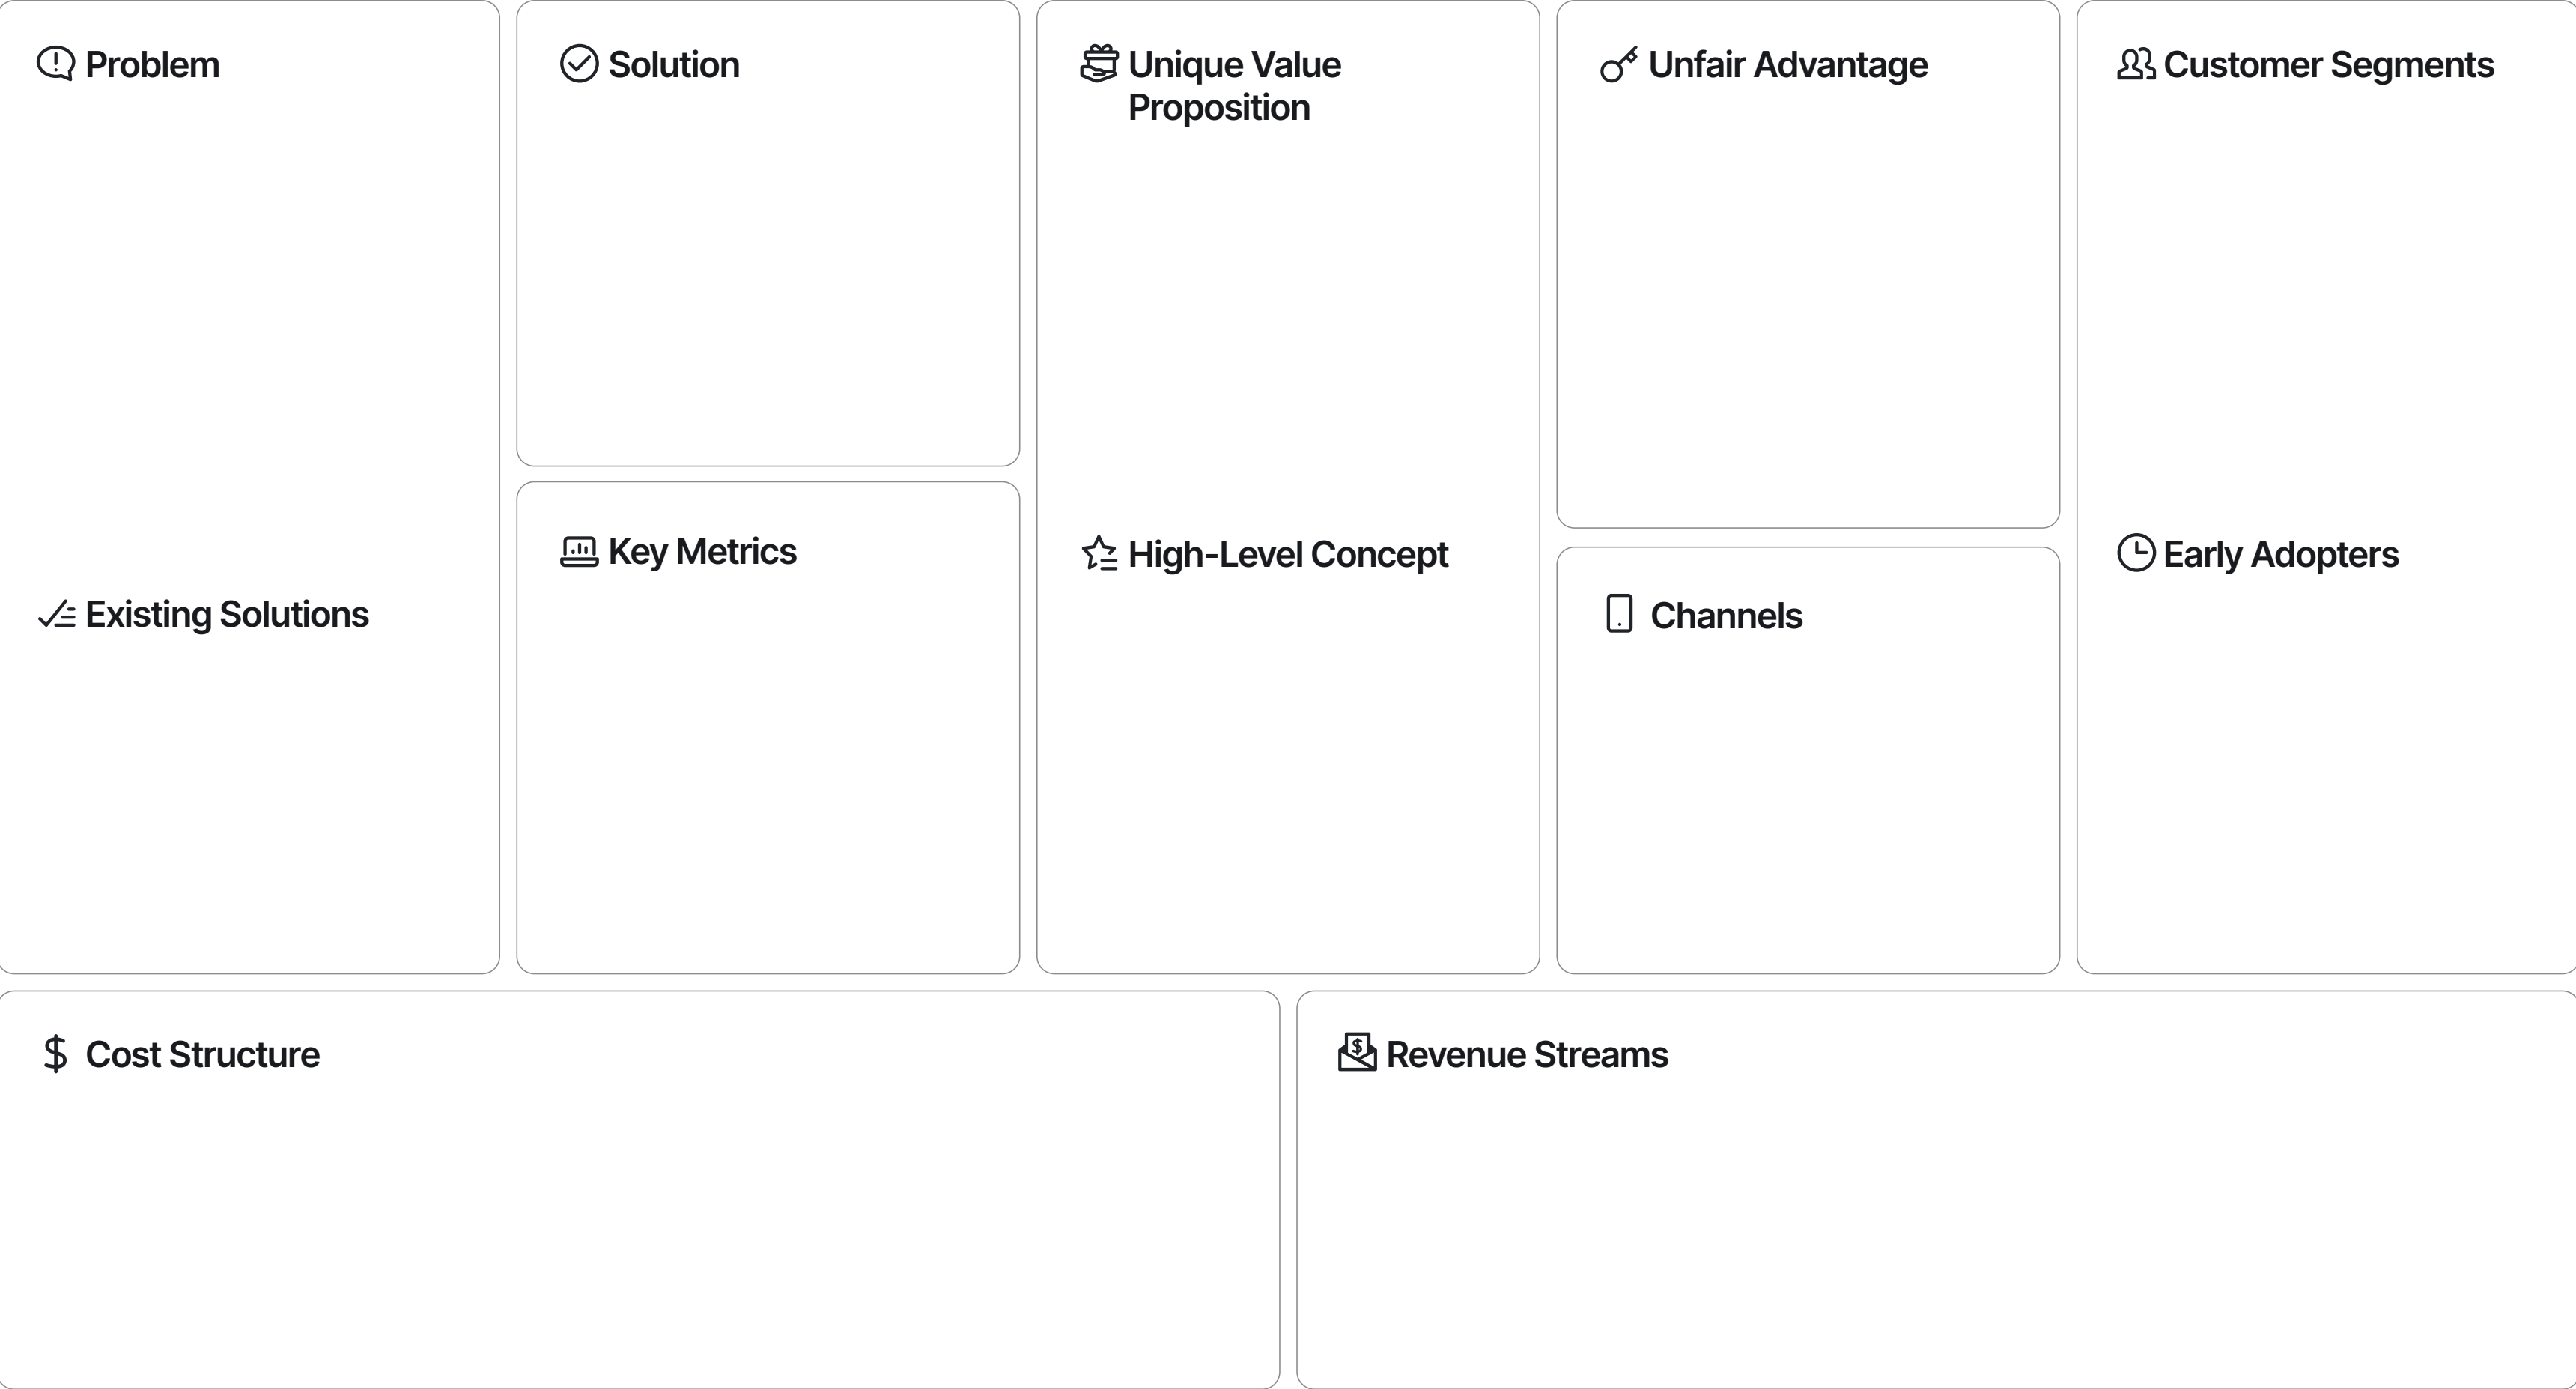 Problem
Existing Solutions
Solution
Key Metrics
Unique Value
Proposition
High-Level Concept
Unfair Advantage
Channels
Customer Segments
Early Adopters
$ Cost Structure
$ Revenue Streams